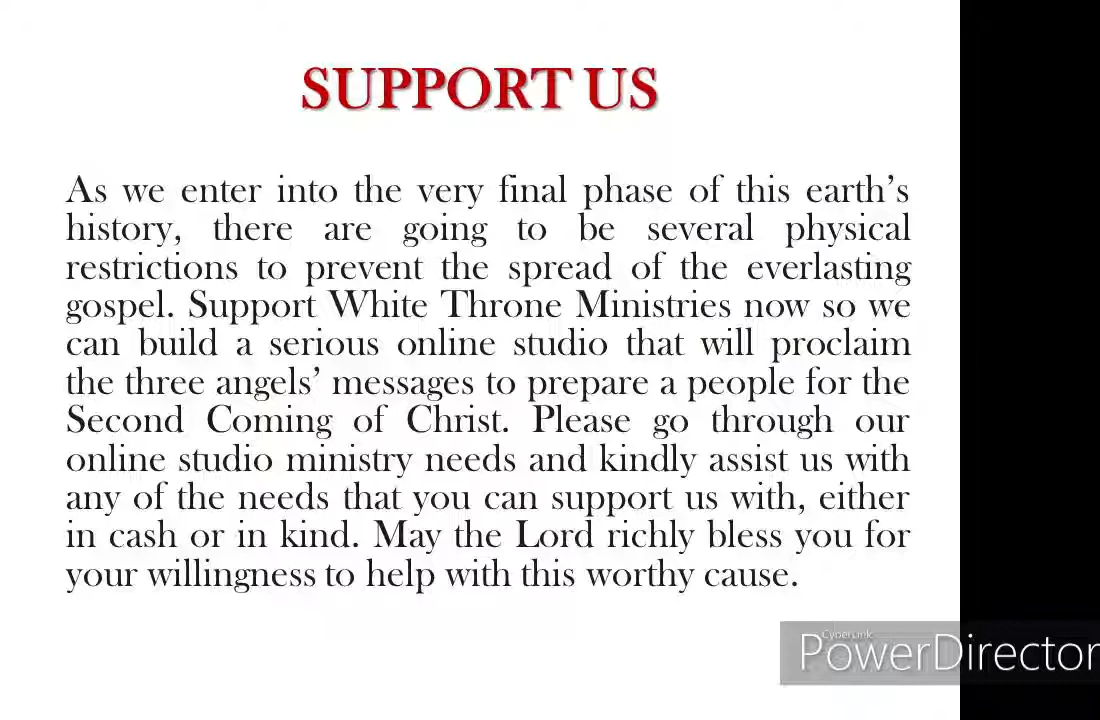 SUPPORT US
As we enter into the very final phase of this earth's
history, there are going to be several physical
restrictions to prevent the spread of the everlasting
gospel. Support White Throne Ministries now so we
can build a serious online studio that will proclaim
the three angels' messages to prepare a people for the
Second Coming of Christ. Please go through our
online studio ministry needs and kindly assist us with
any of the needs that you can support us with, either
in cash or in kind. May the Lord richly bless you for
your willingness to help with this worthy cause.
CyberLink
PowerDirector